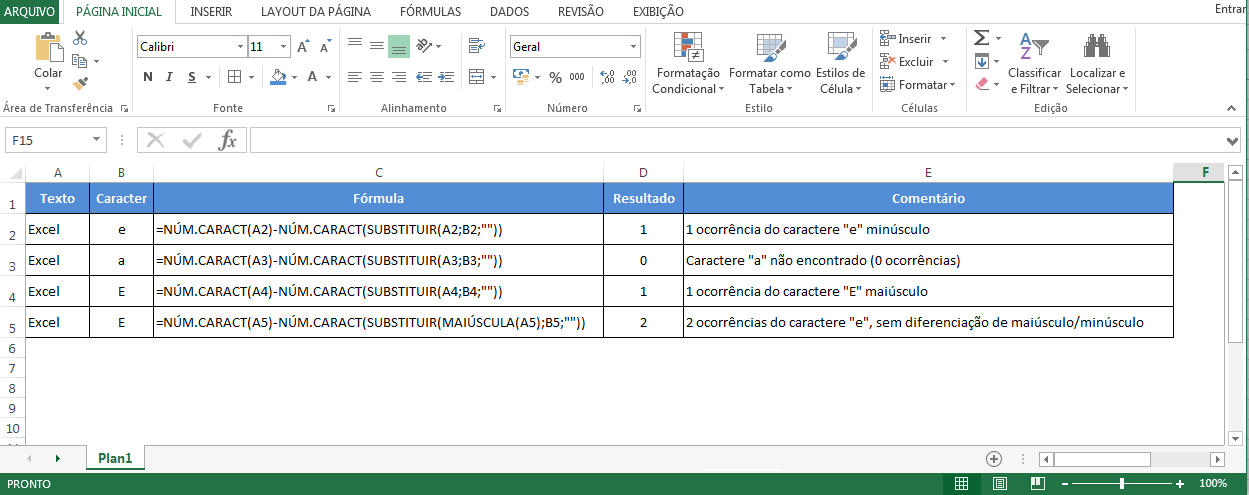 ARQUIVO PÁGINA INICIAL INSERIR LAYOUT DA PÁGINA FÓRMULAS DADOS REVISÃO EXIBIÇÃO Entrar
Colar
Calibri 11
N I S A A A
Geral
% 000
Formatação Condicional
Formatar como Tabela
Estilos de Célula
Inserir
Excluir
Formatar
Classificar e Filtrar
Localizar e Selecionar
Área de Transferência Fonte Alinhamento Número Estilo Células Edição
F15 fx
A B C D E F
1 Texto Caracter Fórmula Resultado Comentário
2 Excel e =NÚM.CARACT(A2)-NÚM.CARACT(SUBSTITUIR(A2;B2;"")) 1 1 ocorrência do caractere "e" minúsculo
3 Excel a =NÚM.CARACT(A3)-NÚM.CARACT(SUBSTITUIR(A3;B3;"")) 0 Caractere "a" não encontrado (0 ocorrências)
4 Excel E =NÚM.CARACT(A4)-NÚM.CARACT(SUBSTITUIR(A4;B4;"")) 1 1 ocorrência do caractere "E" maiúsculo
5 Excel E =NÚM.CARACT(A5)-NÚM.CARACT(SUBSTITUIR(MAIÚSCULA(A5);B5;"")) 2 2 ocorrências do caractere "e", sem diferenciação de maiúsculo/minúsculo
6
7
8
9
10
Plan1
PRONTO 100%